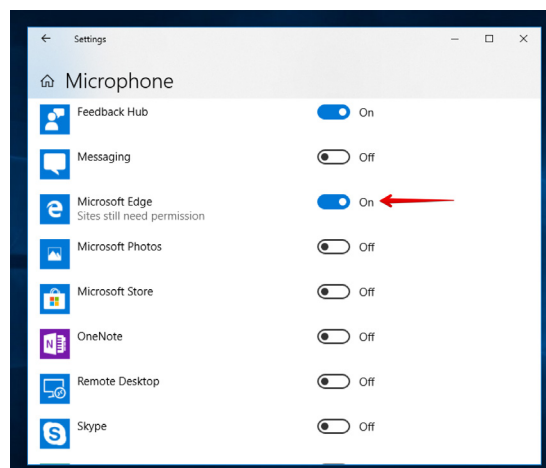 Settings
Microphone
Feedback Hub
On
Messaging
Off
Microsoft Edge
On
Sites still need permission
Microsoft Photos
Off
Microsoft Store
Off
OneNote
Off
Remote Desktop
Off
Skype
Off